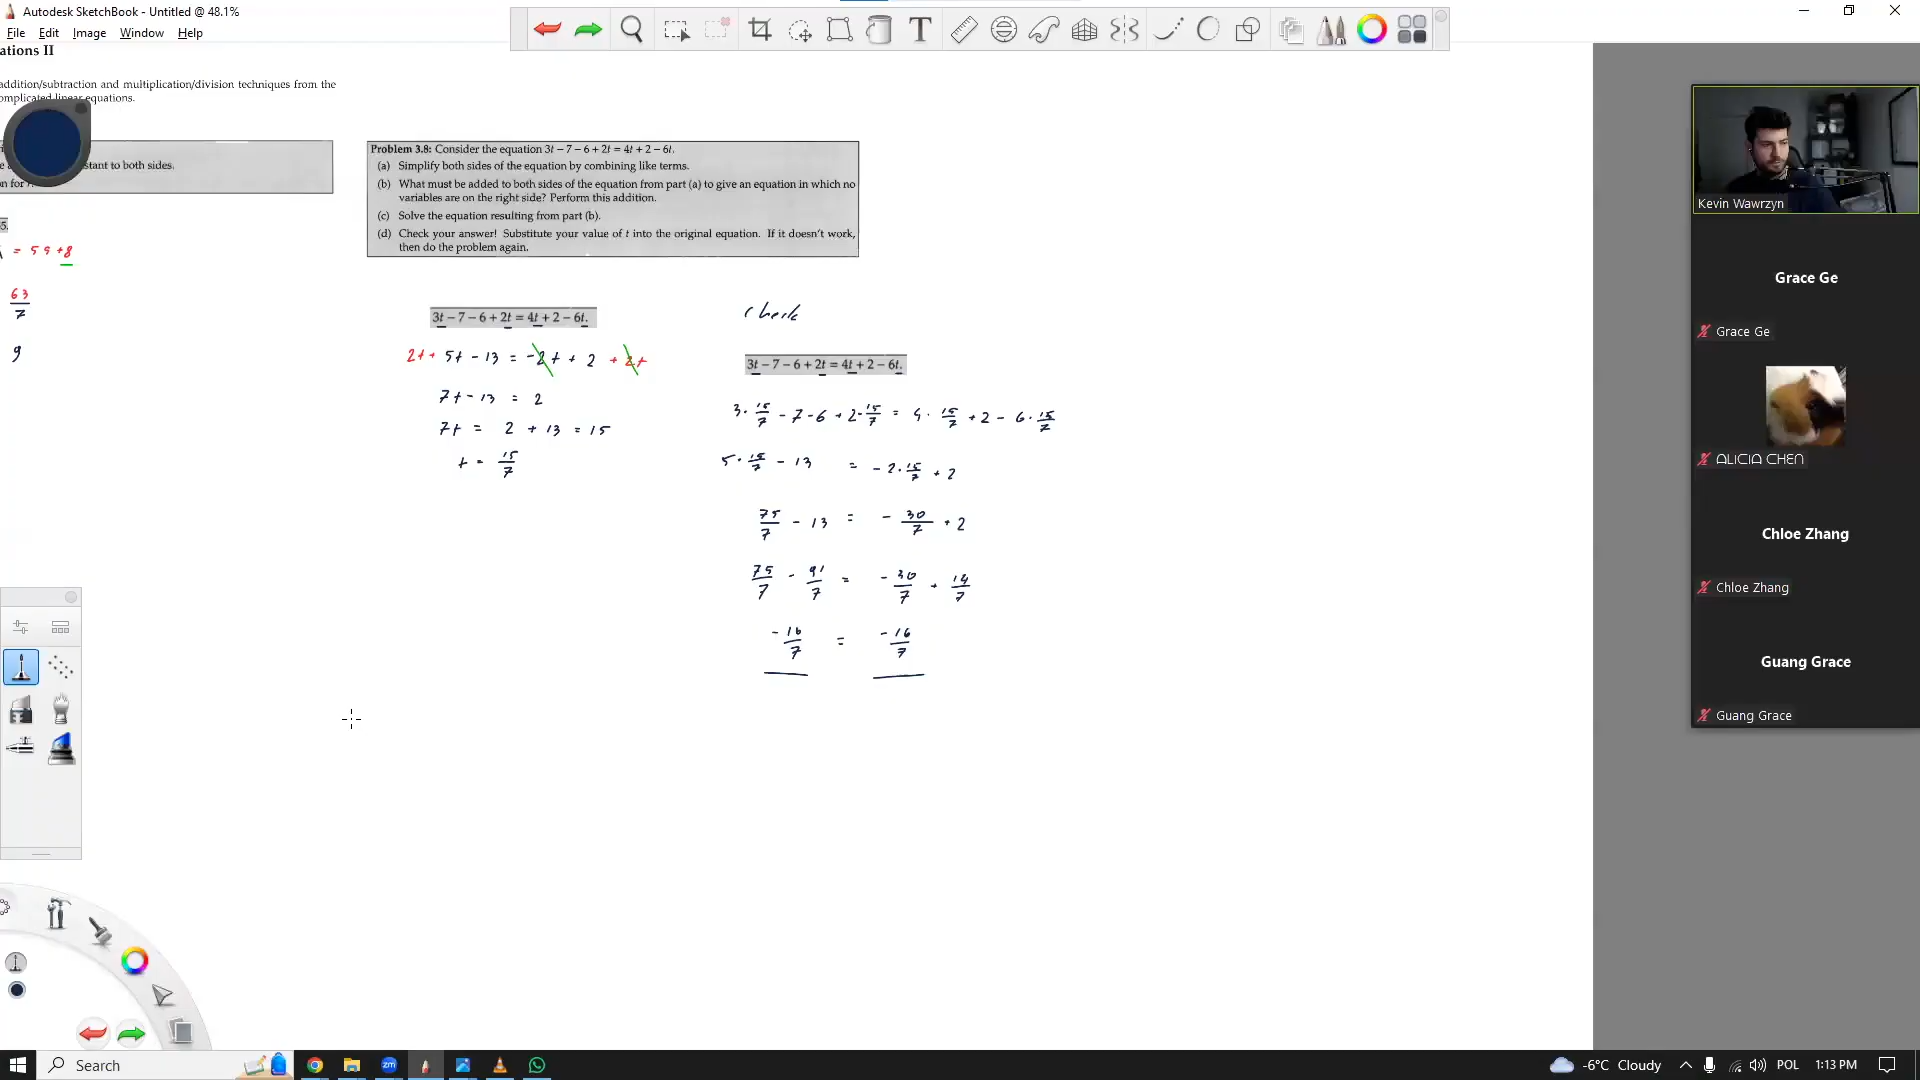 Autodesk SketchBook - Untitled @ 48.1%
File Edit Image Window Help
ations II
addition/subtraction and multiplication/division techniques from the
omplicated linear equations.
stant to both sides.
Problem 3.8: Consider the equation 3t − 7 − 6 + 2t = 4t + 2 − 6t.
(a) Simplify both sides of the equation by combining like terms.
(b) What must be added to both sides of the equation from part (a) to give an equation in which no
variables are on the right side? Perform this addition.
(c) Solve the equation resulting from part (b).
(d) Check your answer! Substitute your value of t into the original equation. If it doesn't work,
then do the problem again.
5.
= 55 +8
63/7
9
3t − 7 − 6 + 2t = 4t + 2 − 6t.
2t + 5t - 13 = -2t + 2 + 2t
7t - 13 = 2
7t = 2 + 13 = 15
t = 15/7
check
3t − 7 − 6 + 2t = 4t + 2 − 6t.
3 · 15/7 - 7 - 6 + 2 · 15/7 = 4 · 15/7 + 2 - 6 · 15/7
5 · 15/7 - 13 = - 2 · 15/7 + 2
75/7 - 13 = - 30/7 + 2
75/7 - 91/7 = - 30/7 + 14/7
-16/7 = -16/7
Kevin Wawrzyn
Grace Ge
Grace Ge
ALICIA CHEN
Chloe Zhang
Chloe Zhang
Guang Grace
Guang Grace
Search
zm
-6°C Cloudy
POL
1:13 PM